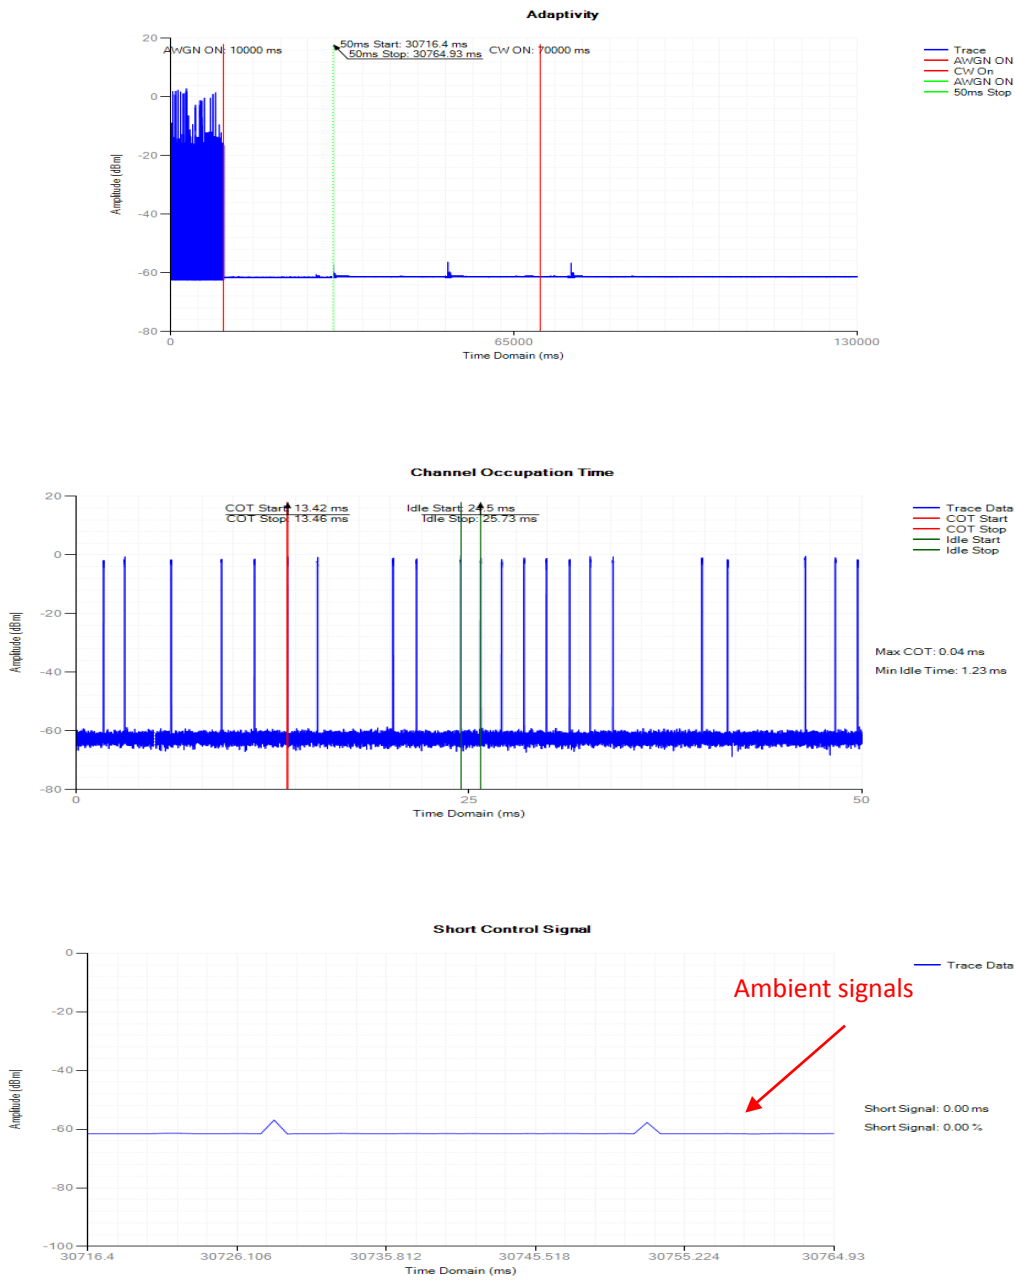 Adaptivity
20
0
-20
-40
-60
-80
Amplitude (dBm)
AWGN ON: 10000 ms
50ms Start: 30716.4 ms
50ms Stop: 30764.93 ms
CW ON: 70000 ms
Trace
AWGN ON
CW On
AWGN ON
50ms Stop
0
65000
130000
Time Domain (ms)
Channel Occupation Time
20
0
-20
-40
-60
-80
Amplitude (dBm)
COT Start: 13.42 ms
COT Stop: 13.46 ms
Idle Start: 24.5 ms
Idle Stop: 25.73 ms
Trace Data
COT Start
COT Stop
Idle Start
Idle Stop
Max COT: 0.04 ms
Min Idle Time: 1.23 ms
0
25
50
Time Domain (ms)
Short Control Signal
0
-20
-40
-60
-80
-100
Amplitude (dBm)
Trace Data
Ambient signals
Short Signal: 0.00 ms
Short Signal: 0.00 %
30716.4
30726.106
30735.812
30745.518
30755.224
30764.93
Time Domain (ms)